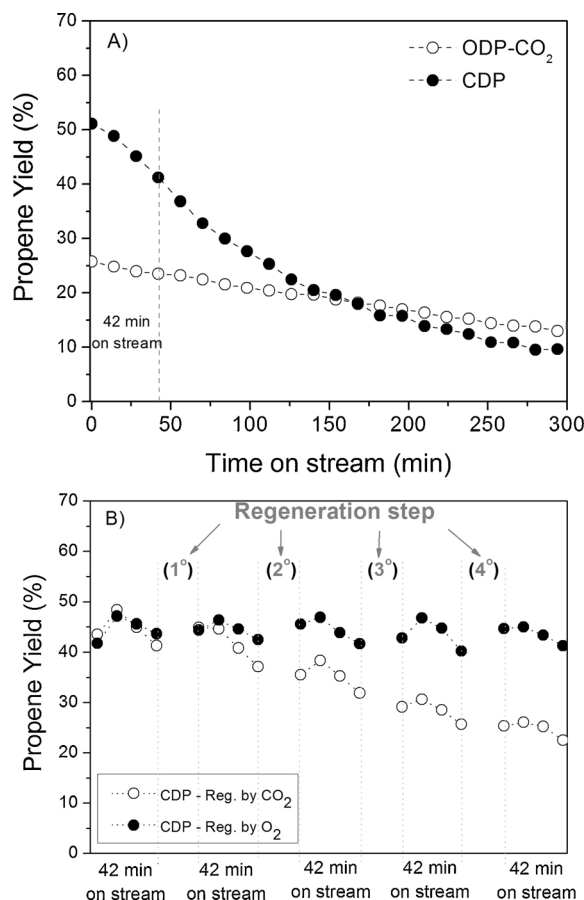 A)
ODP-CO₂
CDP
Propene Yield (%)
70
60
50
40
30
20
10
0
42 min
on stream
0 50 100 150 200 250 300
Time on stream (min)
B)
Regeneration step
(1°) (2°) (3°) (4°)
Propene Yield (%)
70
60
50
40
30
20
10
0
CDP - Reg. by CO₂
CDP - Reg. by O₂
42 min 42 min 42 min 42 min 42 min
on stream on stream on stream on stream on stream